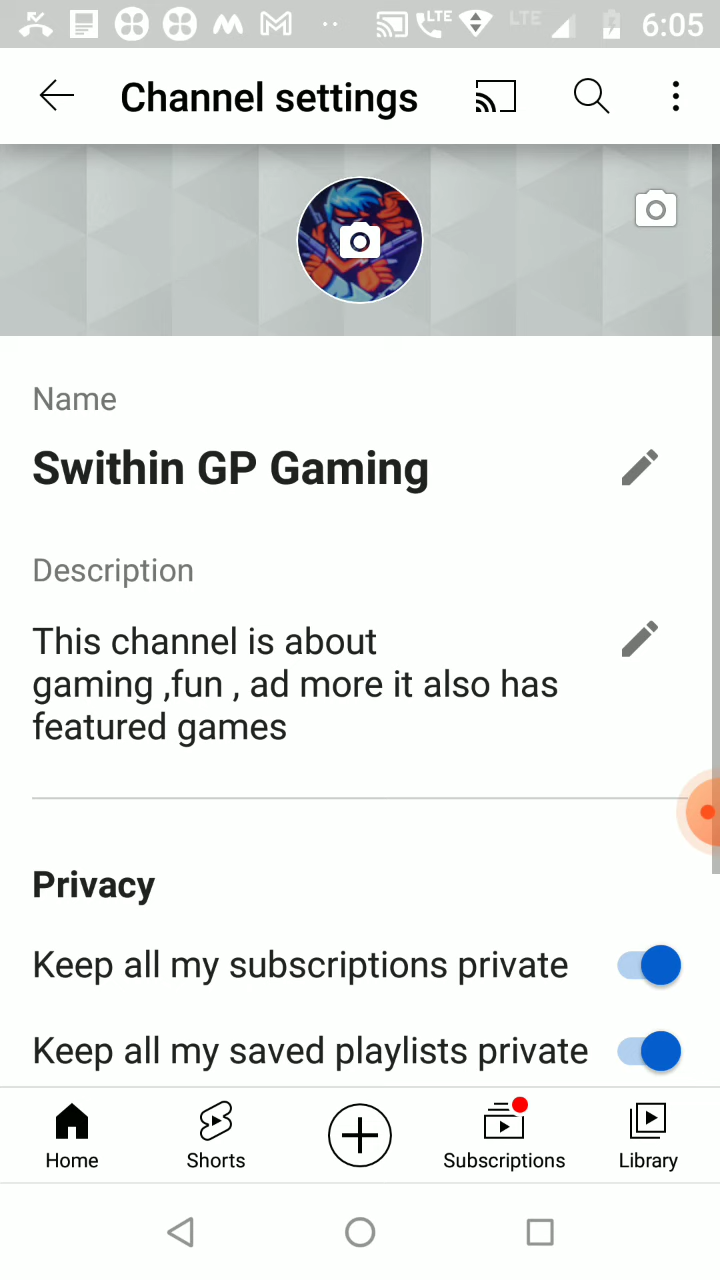 LTE LTE 6:05
Channel settings
Name
Swithin GP Gaming
Description
This channel is about
gaming ,fun , ad more it also has
featured games
Privacy
Keep all my subscriptions private
Keep all my saved playlists private
Home Shorts Subscriptions Library